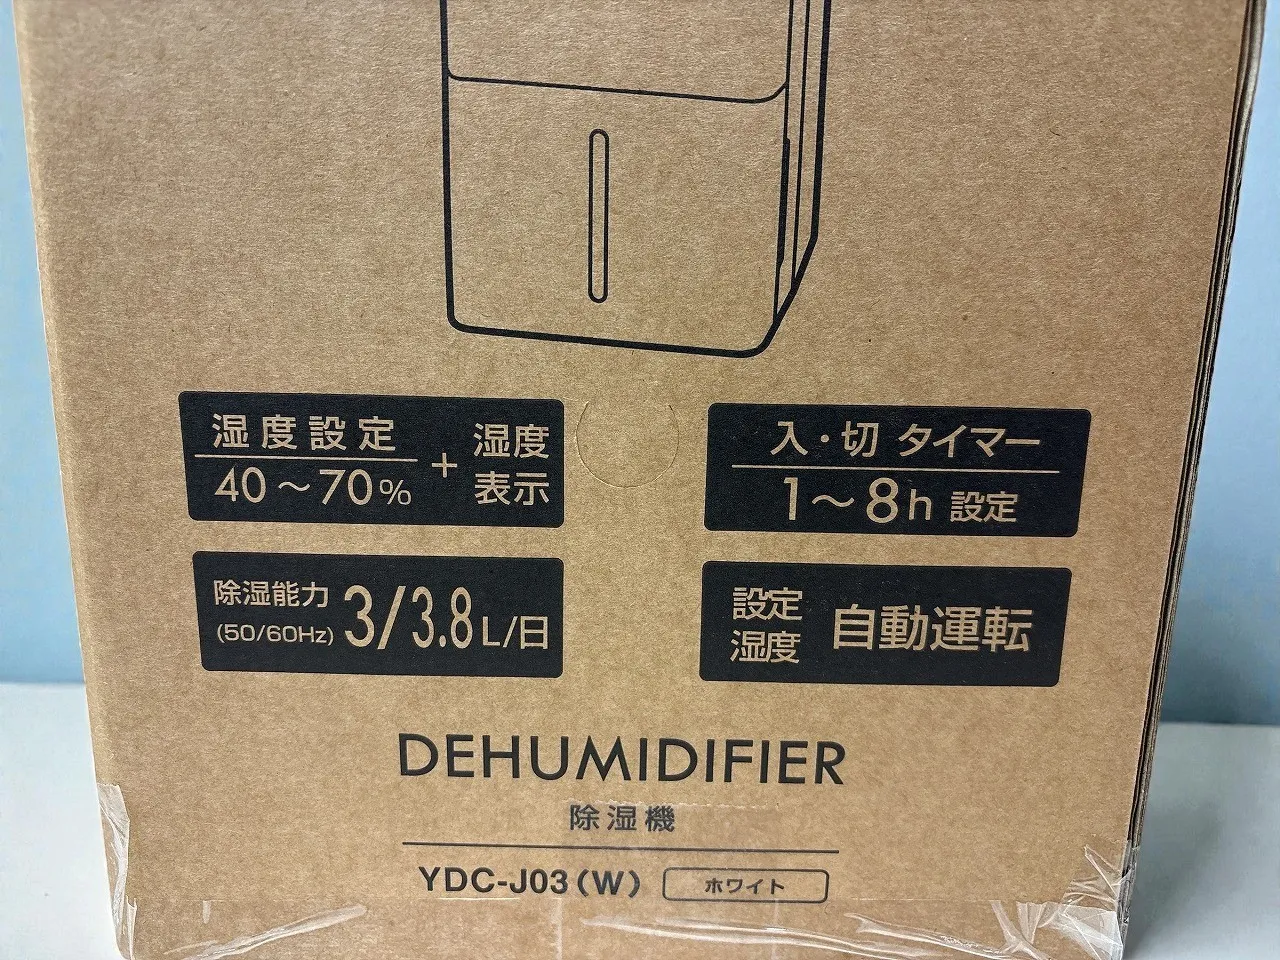 湿度設定
40～70%
+
湿度
表示
入・切 タイマー
1～8h 設定
除湿能力
(50/60Hz)
3/3.8L/日
設定
湿度
自動運転
DEHUMIDIFIER
除湿機
YDC-J03(W) ホワイト